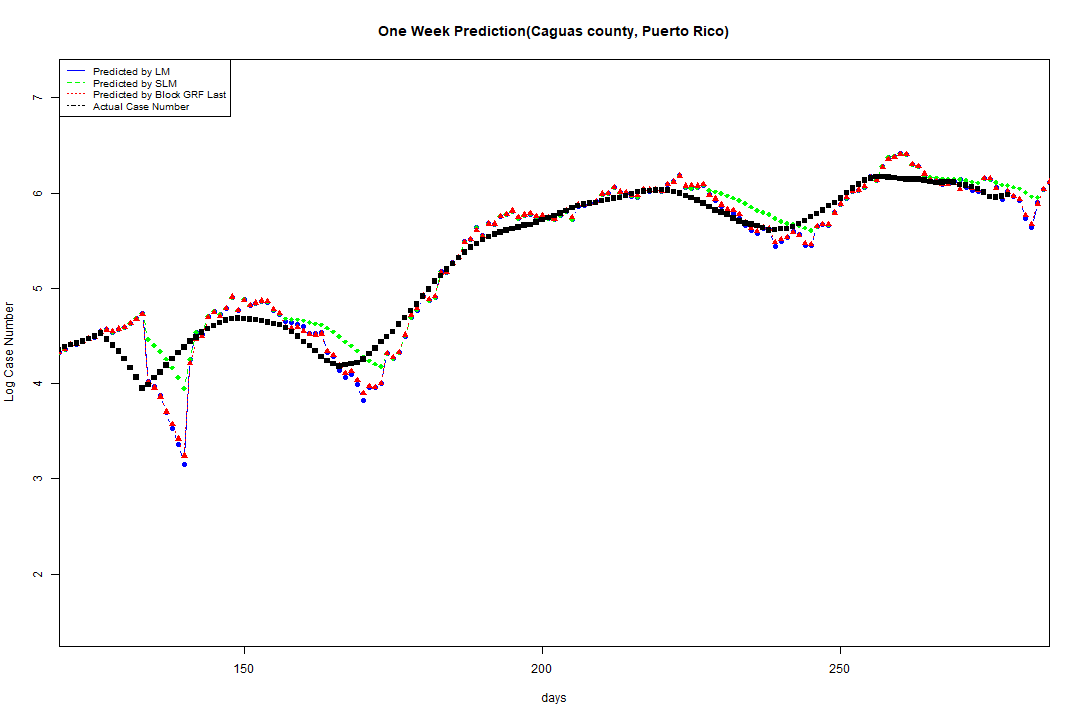 One Week Prediction(Caguas county, Puerto Rico)
Predicted by LM
Predicted by SLM
Predicted by Block GRF Last
Actual Case Number
7
6
5
4
3
2
Log Case Number
150
200
250
days